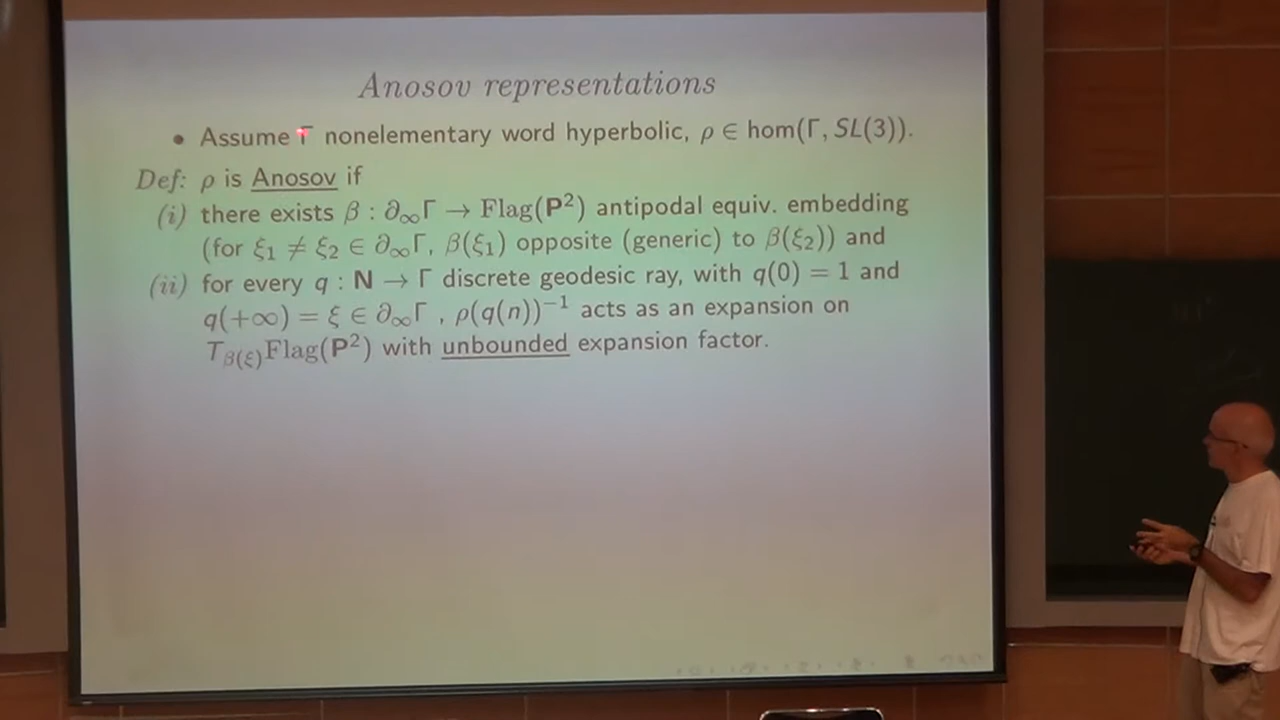 Anosov representations
• Assume Γ nonelementary word hyperbolic, ρ ∈ hom(Γ, SL(3)).
Def: ρ is Anosov if
(i) there exists β : ∂∞Γ → Flag(P²) antipodal equiv. embedding
(for ξ₁ ≠ ξ₂ ∈ ∂∞Γ, β(ξ₁) opposite (generic) to β(ξ₂)) and
(ii) for every q : N → Γ discrete geodesic ray, with q(0) = 1 and
q(+∞) = ξ ∈ ∂∞Γ , ρ(q(n))⁻¹ acts as an expansion on
T_β(ξ)Flag(P²) with unbounded expansion factor.